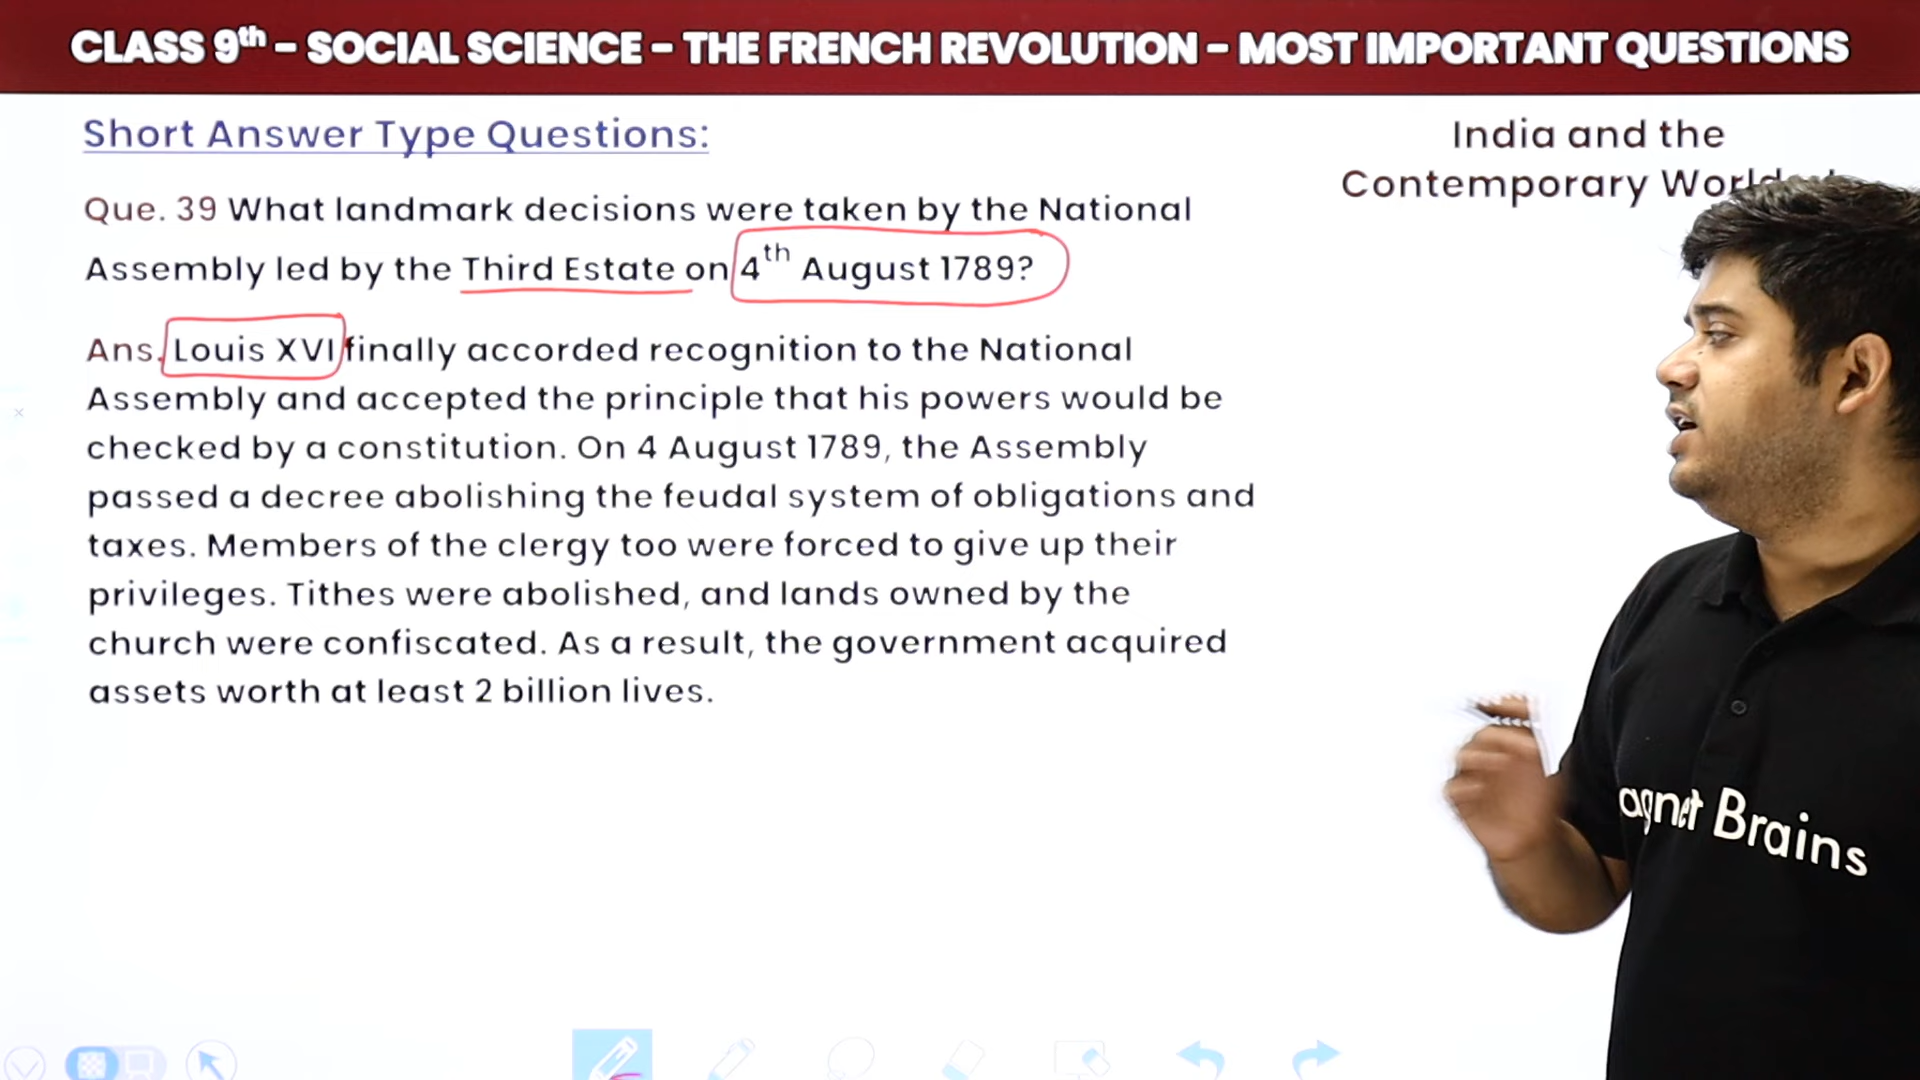 CLASS 9th – SOCIAL SCIENCE – THE FRENCH REVOLUTION – MOST IMPORTANT QUESTIONS
Short Answer Type Questions:
India and the
Contemporary
Que. 39 What landmark decisions were taken by the National
Assembly led by the Third Estate on 4th August 1789?
Ans. Louis XVI finally accorded recognition to the National
Assembly and accepted the principle that his powers would be
checked by a constitution. On 4 August 1789, the Assembly
passed a decree abolishing the feudal system of obligations and
taxes. Members of the clergy too were forced to give up their
privileges. Tithes were abolished, and lands owned by the
church were confiscated. As a result, the government acquired
assets worth at least 2 billion lives.
agnet Brains